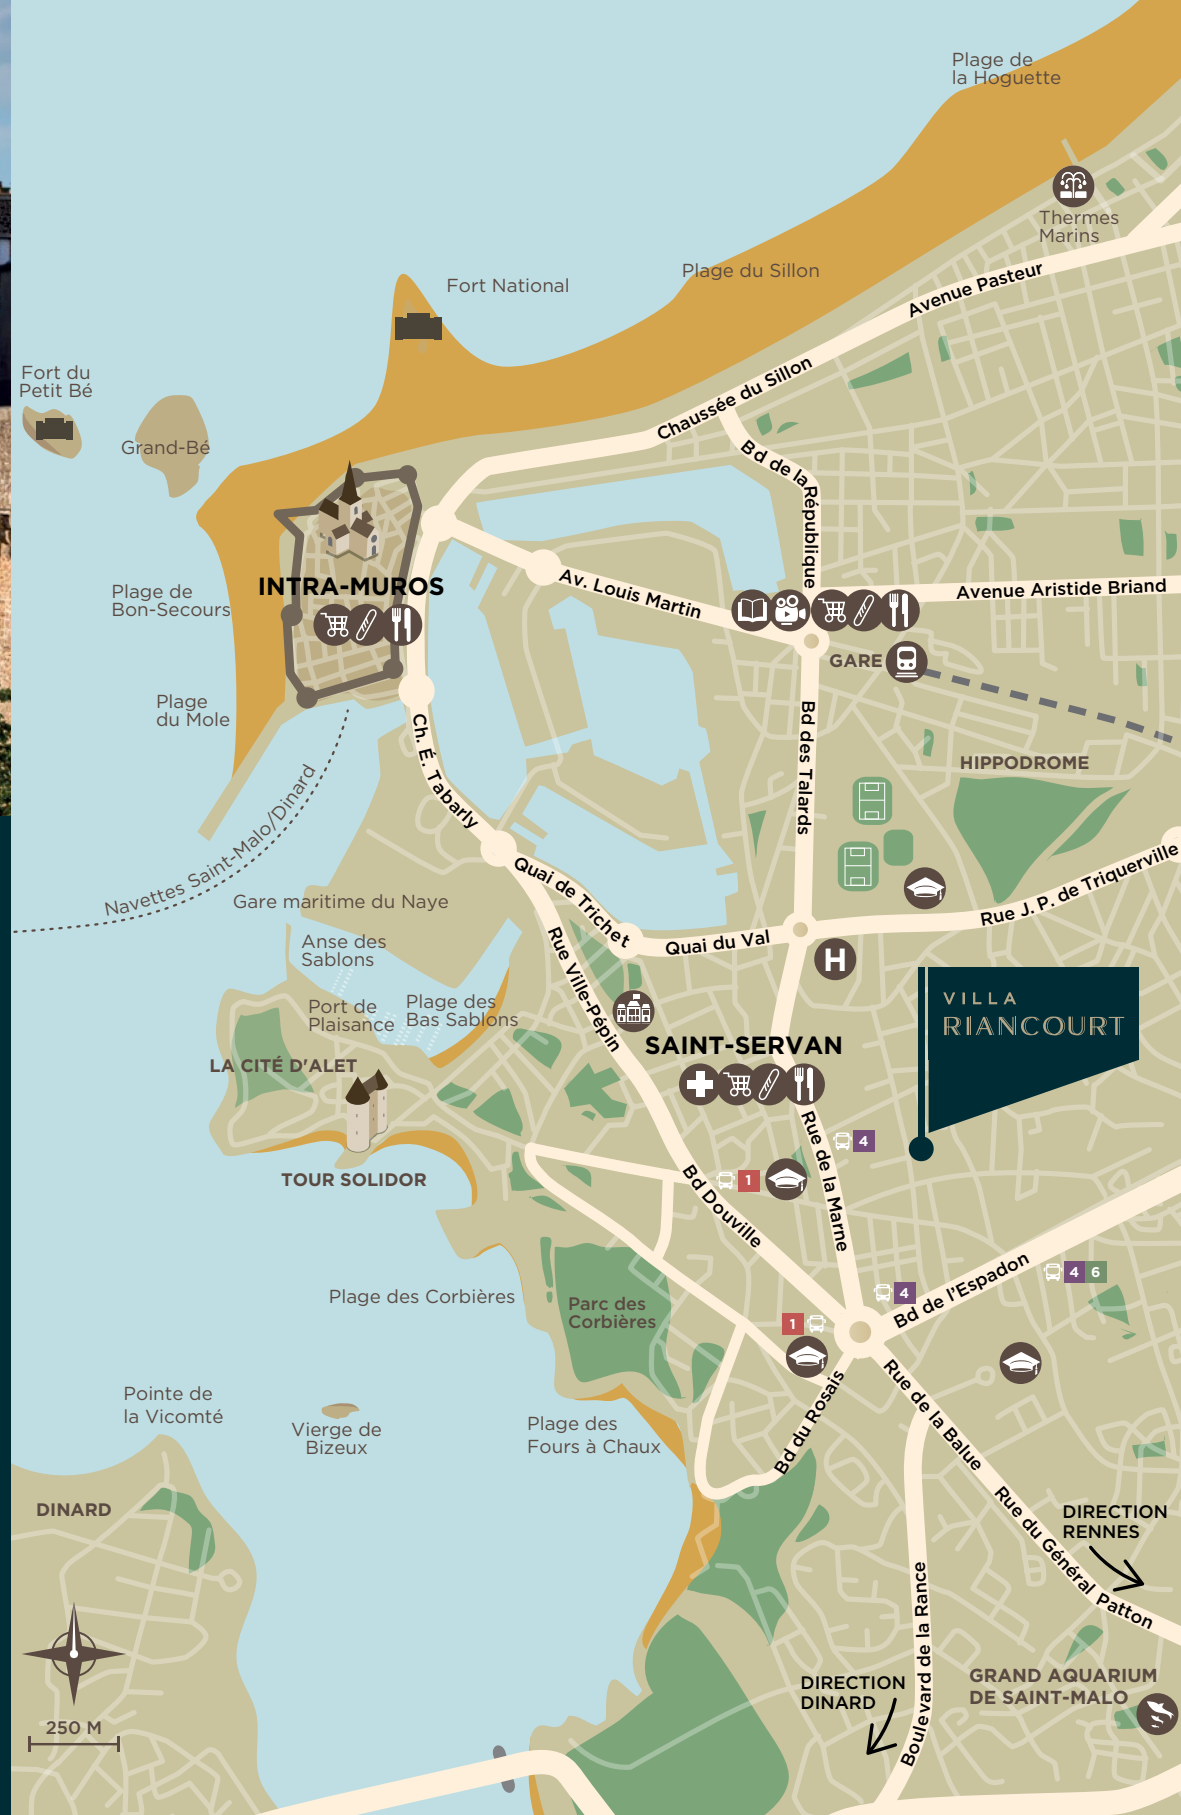 Plage de
la Hoguette
Thermes
Marins
Plage du Sillon
Fort National
Avenue Pasteur
Fort du
Petit Bé
Grand-Bé
Chaussée du Sillon
Bd de la République
INTRA-MUROS
Av. Louis Martin
Avenue Aristide Briand
Plage de
Bon-Secours
GARE
Plage
du Mole
Ch. É. Tabarly
Bd des Talards
HIPPODROME
Navettes Saint-Malo/Dinard
Quai de Trichet
Rue J. P. de Triquerville
Gare maritime du Naye
Quai du Val
Anse des
Sablons
Rue Ville-Pépin
H
Port de
Plaisance
Plage des
Bas Sablons
VILLA
RIANCOURT
SAINT-SERVAN
LA CITÉ D'ALET
Rue de la Marne
4
TOUR SOLIDOR
1
Bd Douville
Bd de l'Espadon
4 6
4
Plage des Corbières
Parc des
Corbières
1
Pointe de
la Vicomté
Vierge de
Bizeux
Plage des
Fours à Chaux
Bd du Rosais
Rue de la Balue
DINARD
Rue du Général Patton
DIRECTION
RENNES
Boulevard de la Rance
DIRECTION
DINARD
GRAND AQUARIUM
DE SAINT-MALO
250 M